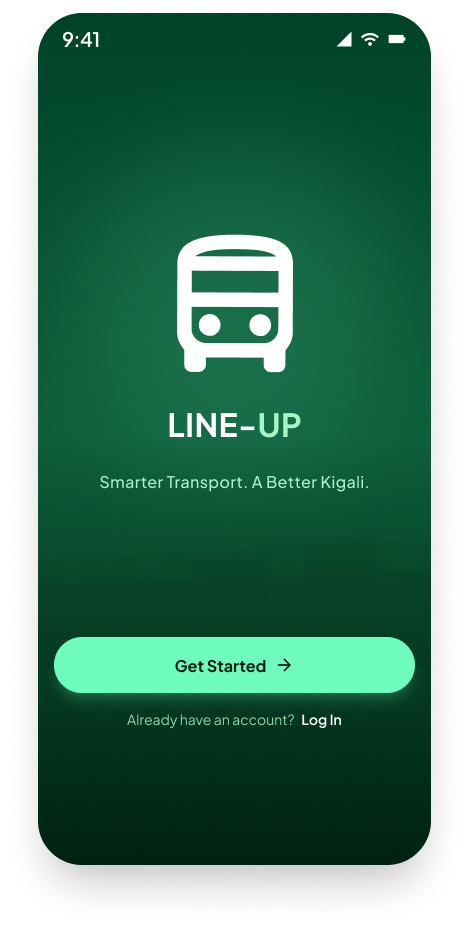 9:41
LINE-UP
Smarter Transport. A Better Kigali.
Get Started →
Already have an account? Log In